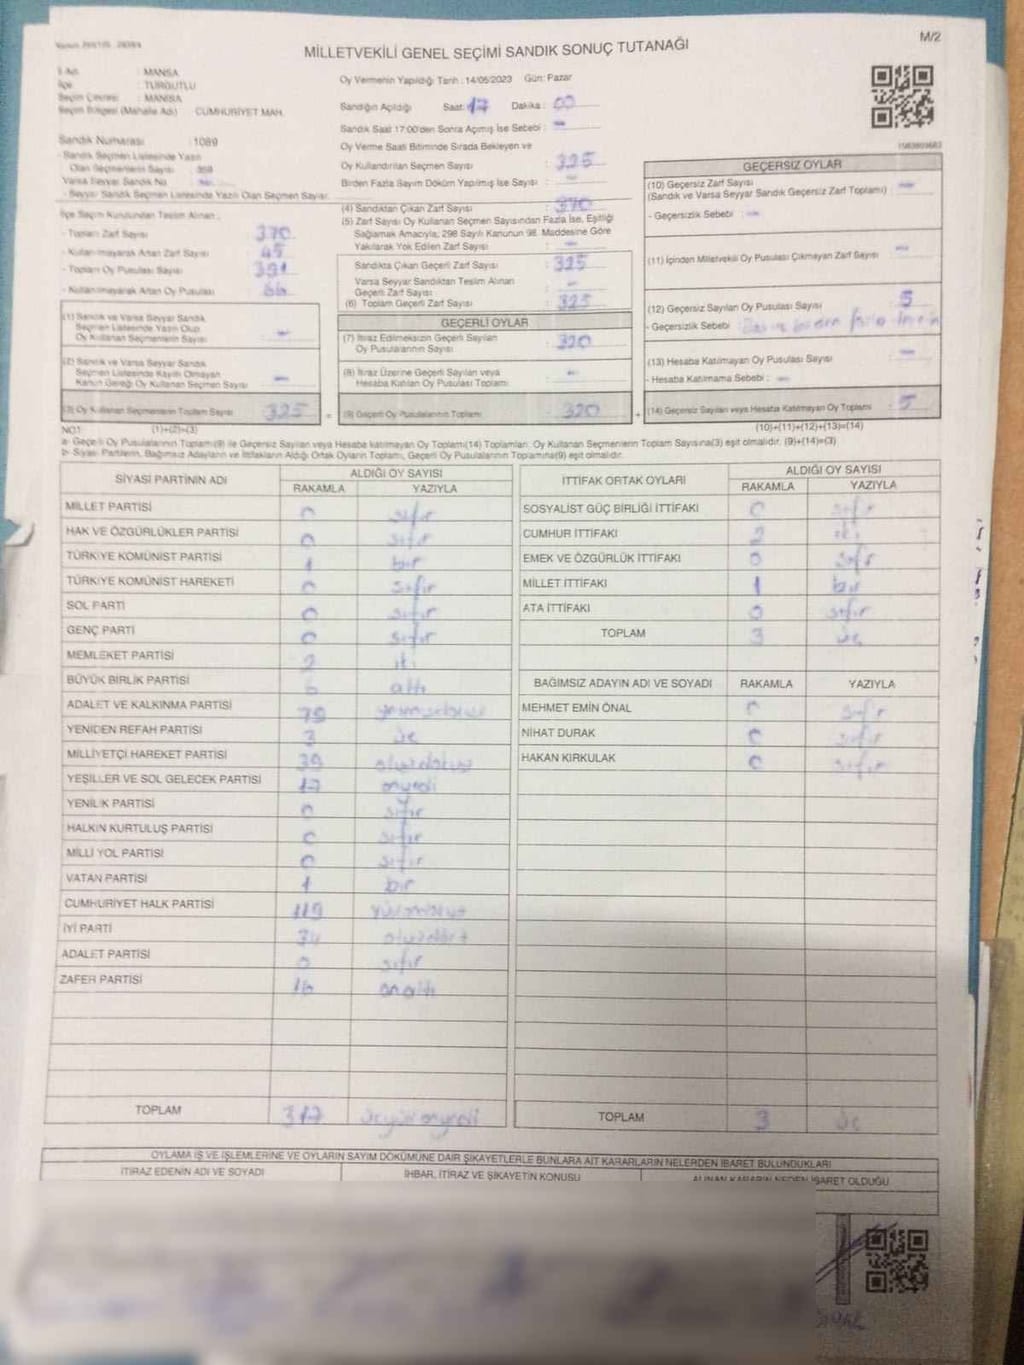 M/2
MİLLETVEKİLİ GENEL SEÇİMİ SANDIK SONUÇ TUTANAĞI
: MANİSA
İlçe : TURGUTLU
Seçim Çevresi : MANİSA
Seçim Bölgesi (Mahalle Adı) : CUMHURİYET MAH.
Sandık Numarası : 1089
- Sandık Seçmen Listesinde Yazılı
Olan Seçmenlerin Sayısı
Varsa Seyyar Sandık No : -
- Seyyar Sandık Seçmen Listesinde Yazılı Olan Seçmen Sayısı
İlçe Seçim Kurulundan Teslim Alınan ;
- Toplam Zarf Sayısı : 370
- Kullanılmayarak Artan Zarf Sayısı : 45
- Toplam Oy Pusulası Sayısı : 391
- Kullanılmayarak Artan Oy Pusulası : 66
Oy Vermenin Yapıldığı Tarih : 14/05/2023 Gün: Pazar
Sandığın Açıldığı Saat: 17 Dakika : 00
Sandık Saat 17:00'den Sonra Açılmış İse Sebebi : -
Oy Verme Saati Bitiminde Sırada Bekleyen ve
Oy Kullandırılan Seçmen Sayısı : 325
Birden Fazla Sayım Döküm Yapılmış İse Sayısı : -
(4) Sandıktan Çıkan Zarf Sayısı : 370
(5) Zarf Sayısı Oy Kullanan Seçmen Sayısından Fazla İse, Eşitliği
Sağlamak Amacıyla, 298 Sayılı Kanunun 98. Maddesine Göre
Yakılarak Yok Edilen Zarf Sayısı : -
Sandıkta Çıkan Geçerli Zarf Sayısı : 325
Varsa Seyyar Sandıktan Teslim Alınan
Geçerli Zarf Sayısı : -
(6) Toplam Geçerli Zarf Sayısı : 325
(1) Sandık ve Varsa Seyyar Sandık
Seçmen Listesinde Yazılı Olup
Oy Kullanan Seçmenlerin Sayısı : -
(2) Sandık ve Varsa Seyyar Sandık
Seçmen Listesinde Kayıtlı Olmayan
Kanun Gereği Oy Kullanan Seçmen Sayısı : -
(3) Oy Kullanan Seçmenlerin Toplam Sayısı : 325
GEÇERLİ OYLAR
(7) İtiraz Edilmeksizin Geçerli Sayılan
Oy Pusulalarının Sayısı : 320
(8) İtiraz Üzerine Geçerli Sayılan veya
Hesaba Katılan Oy Pusulası Toplamı : -
(9) Geçerli Oy Pusulalarının Toplamı : 320
GEÇERSİZ OYLAR
(10) Geçersiz Zarf Sayısı : -
(Sandık ve Varsa Seyyar Sandık Geçersiz Zarf Toplamı)
- Geçersizlik Sebebi : -
(11) İçinden Milletvekili Oy Pusulası Çıkmayan Zarf Sayısı : -
(12) Geçersiz Sayılan Oy Pusulası Sayısı : 5
- Geçersizlik Sebebi :
(13) Hesaba Katılmayan Oy Pusulası Sayısı : -
- Hesaba Katılmama Sebebi : -
(14) Geçersiz Sayılan veya Hesaba Katılmayan Oy Toplamı : 5
NOT: (1)+(2)=(3) (10)+(11)+(12)+(13)=(14)
a- Geçerli Oy Pusulalarının Toplamı(9) ile Geçersiz Sayılan veya Hesaba katılmayan Oy Toplamı(14) Toplamları, Oy Kullanan Seçmenlerin Toplam Sayısına(3) eşit olmalıdır. (9)+(14)=(3)
b- Siyasi Partilerin, Bağımsız Adayların ve İttifakların Aldığı Ortak Oyların Toplamı, Geçerli Oy Pusulalarının Toplamına(9) eşit olmalıdır.
SİYASİ PARTİNİN ADI ALDIĞI OY SAYISI
RAKAMLA YAZIYLA
MİLLET PARTİSİ 0 sıfır
HAK VE ÖZGÜRLÜKLER PARTİSİ 0 sıfır
TÜRKİYE KOMÜNİST PARTİSİ 1 bir
TÜRKİYE KOMÜNİST HAREKETİ 0 sıfır
SOL PARTİ 0 sıfır
GENÇ PARTİ 0 sıfır
MEMLEKET PARTİSİ 2 iki
BÜYÜK BİRLİK PARTİSİ 6 altı
ADALET VE KALKINMA PARTİSİ 79 yetmişdokuz
YENİDEN REFAH PARTİSİ 3 üç
MİLLİYETÇİ HAREKET PARTİSİ 39 otuzdokuz
YEŞİLLER VE SOL GELECEK PARTİSİ 17 onyedi
YENİLİK PARTİSİ 0 sıfır
HALKIN KURTULUŞ PARTİSİ 0 sıfır
MİLLİ YOL PARTİSİ 0 sıfır
VATAN PARTİSİ 1 bir
CUMHURİYET HALK PARTİSİ 119 yüzondokuz
İYİ PARTİ 34 otuzdört
ADALET PARTİSİ 0 sıfır
ZAFER PARTİSİ 16 onaltı
TOPLAM 317 üçyüzonyedi
İTTİFAK ORTAK OYLARI ALDIĞI OY SAYISI
RAKAMLA YAZIYLA
SOSYALİST GÜÇ BİRLİĞİ İTTİFAKI 0 sıfır
CUMHUR İTTİFAKI 2 iki
EMEK VE ÖZGÜRLÜK İTTİFAKI 0 sıfır
MİLLET İTTİFAKI 1 bir
ATA İTTİFAKI 0 sıfır
TOPLAM 3 üç
BAĞIMSIZ ADAYIN ADI VE SOYADI RAKAMLA YAZIYLA
MEHMET EMİN ÖNAL 0 sıfır
NİHAT DURAK 0 sıfır
HAKAN KIRKULAK 0 sıfır
TOPLAM 3 üç
OYLAMA İŞ VE İŞLEMLERİNE VE OYLARIN SAYIM DÖKÜMÜNE DAİR ŞİKAYETLERLE BUNLARA AİT KARARLARIN NELERDEN İBARET BULUNDUKLARI
İTİRAZ EDENİN ADI VE SOYADI İHBAR, İTİRAZ VE ŞİKAYETİN KONUSU ALINAN KARARIN NEDEN İBARET OLDUĞU